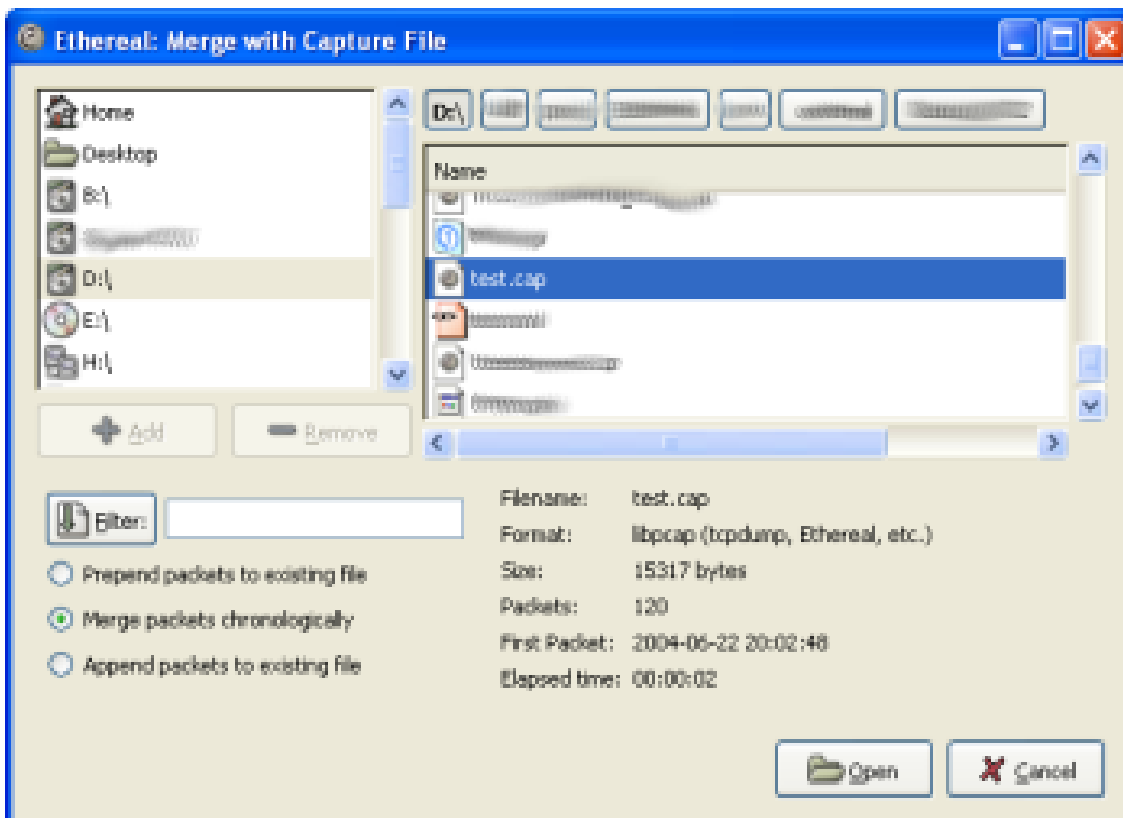 Ethereal: Merge with Capture File
Home
Desktop
B:\
D:\
E:\
H:\
Add
Remove
D:\
Name
test.cap
Filter:
Prepend packets to existing file
Merge packets chronologically
Append packets to existing file
Filename: test.cap
Format: libpcap (tcpdump, Ethereal, etc.)
Size: 15317 bytes
Packets: 120
First Packet: 2004-06-22 20:02:48
Elapsed time: 00:00:02
Open
Cancel